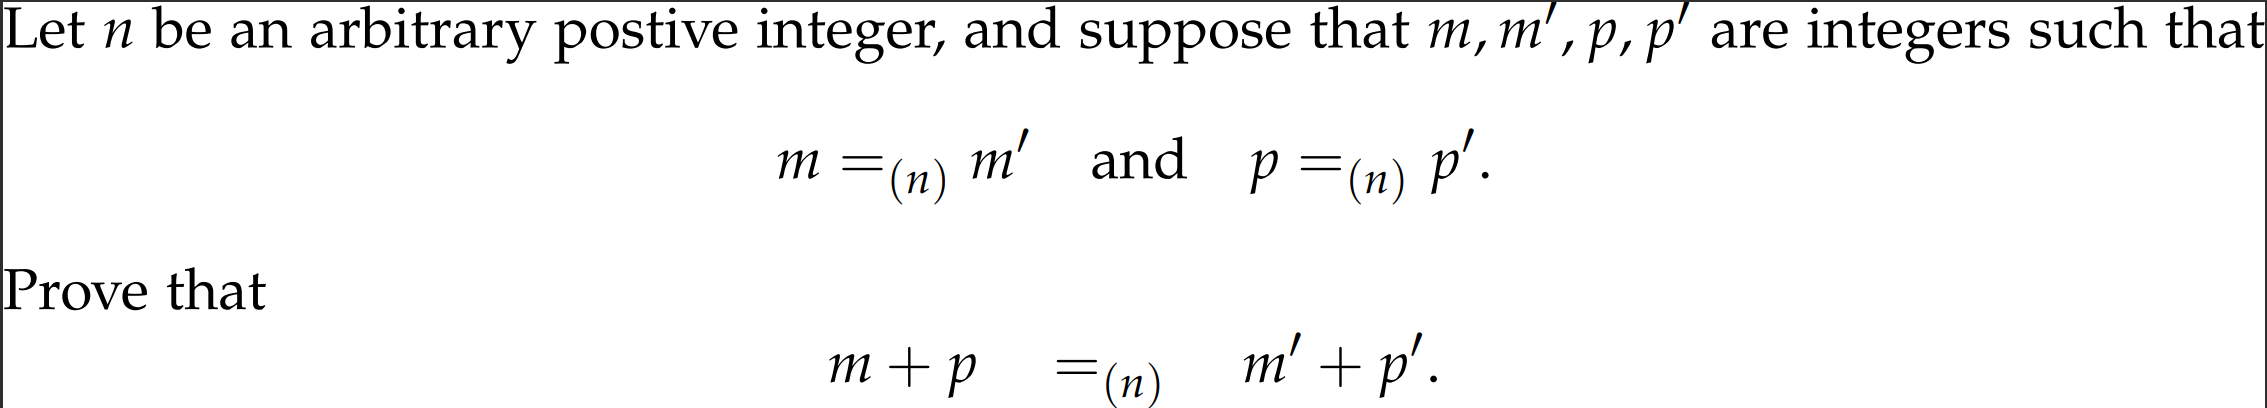 Let n be an arbitrary postive integer, and suppose that m, m′, p, p′ are integers such that
m =₍n₎ m′ and p =₍n₎ p′.
Prove that
m + p =₍n₎ m′ + p′.